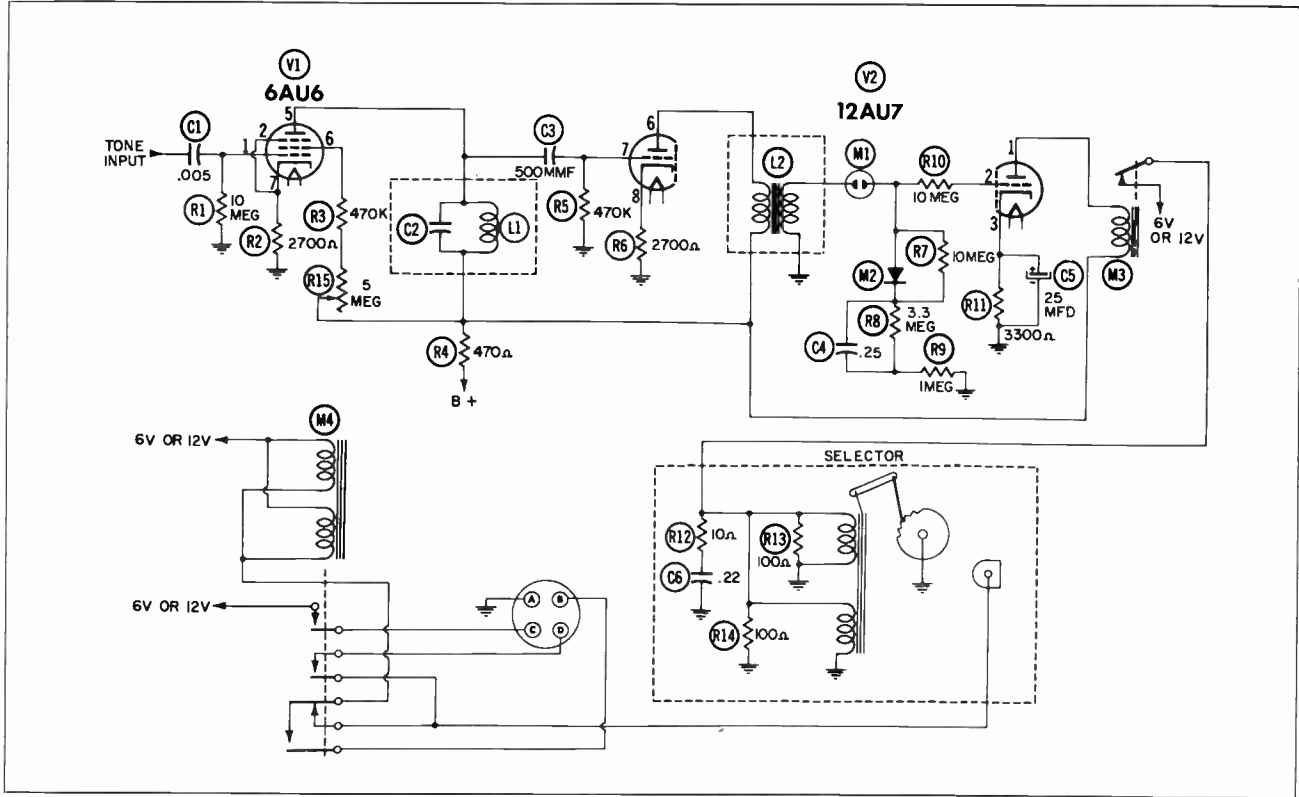 V1
6AU6
V2
12AU7
TONE INPUT
C1
.005
1
2
5
6
7
R1
10 MEG
R2
2700Ω
R3
470K
R15
5 MEG
C2
L1
R4
470Ω
B +
C3
500MMF
R5
470K
7
6
8
R6
2700Ω
L2
M1
R10
10 MEG
M2
R7
10MEG
R8
3.3 MEG
C4
.25
R9
1MEG
1
2
3
R11
3300Ω
C5
+
25 MFD
M3
6V OR 12V
M4
6V OR 12V
6V OR 12V
A
B
C
D
SELECTOR
R12
10Ω
C6
.22
R13
100Ω
R14
100Ω